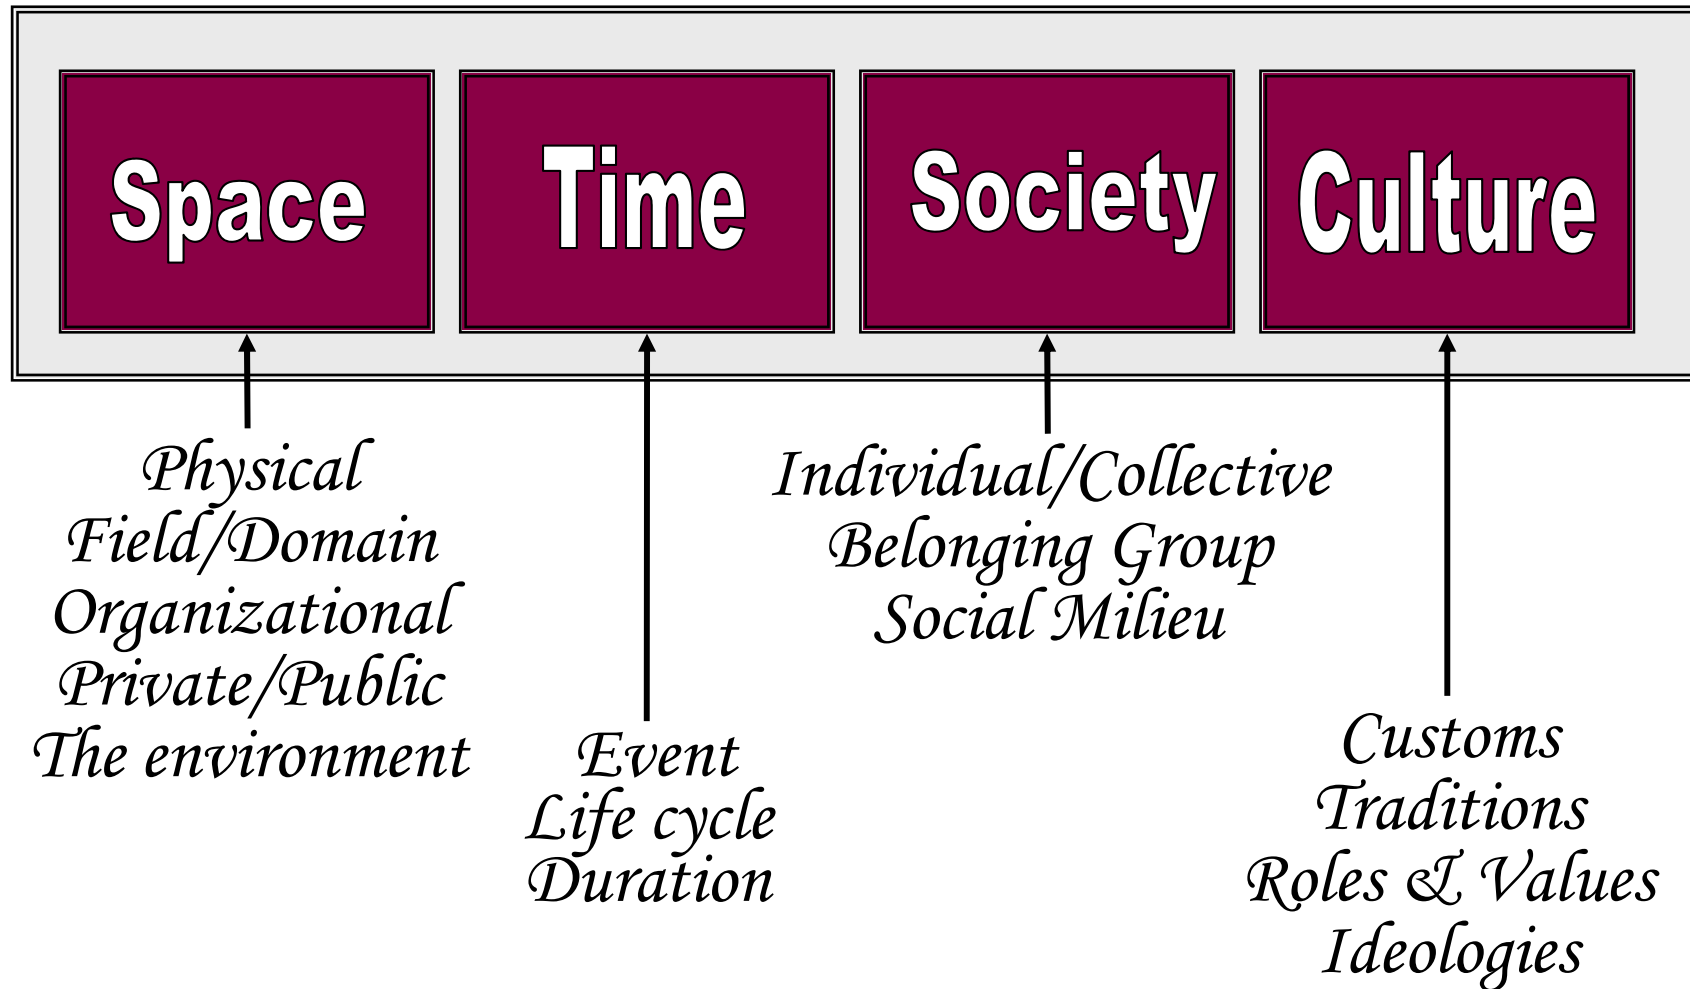 Space
Time
Society
Culture
Physical
Field/Domain
Organizational
Private/Public
The environment
Event
Life cycle
Duration
Individual/Collective
Belonging Group
Social Milieu
Customs
Traditions
Roles & Values
Ideologies